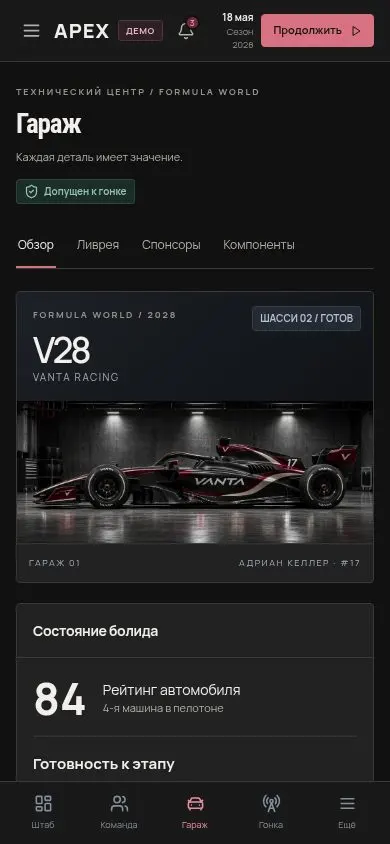 APEX
ДЕМО
3
18 мая
Сезон
2028
Продолжить
ТЕХНИЧЕСКИЙ ЦЕНТР / FORMULA WORLD
Гараж
Каждая деталь имеет значение.
Допущен к гонке
Обзор
Ливрея
Спонсоры
Компоненты
FORMULA WORLD / 2028
ШАССИ 02 / ГОТОВ
V28
VANTA RACING
17
VANTA
ГАРАЖ 01
АДРИАН КЕЛЛЕР · #17
Состояние болида
84
Рейтинг автомобиля
4-я машина в пелотоне
Готовность к этапу
Штаб
Команда
Гараж
Гонка
Ещё